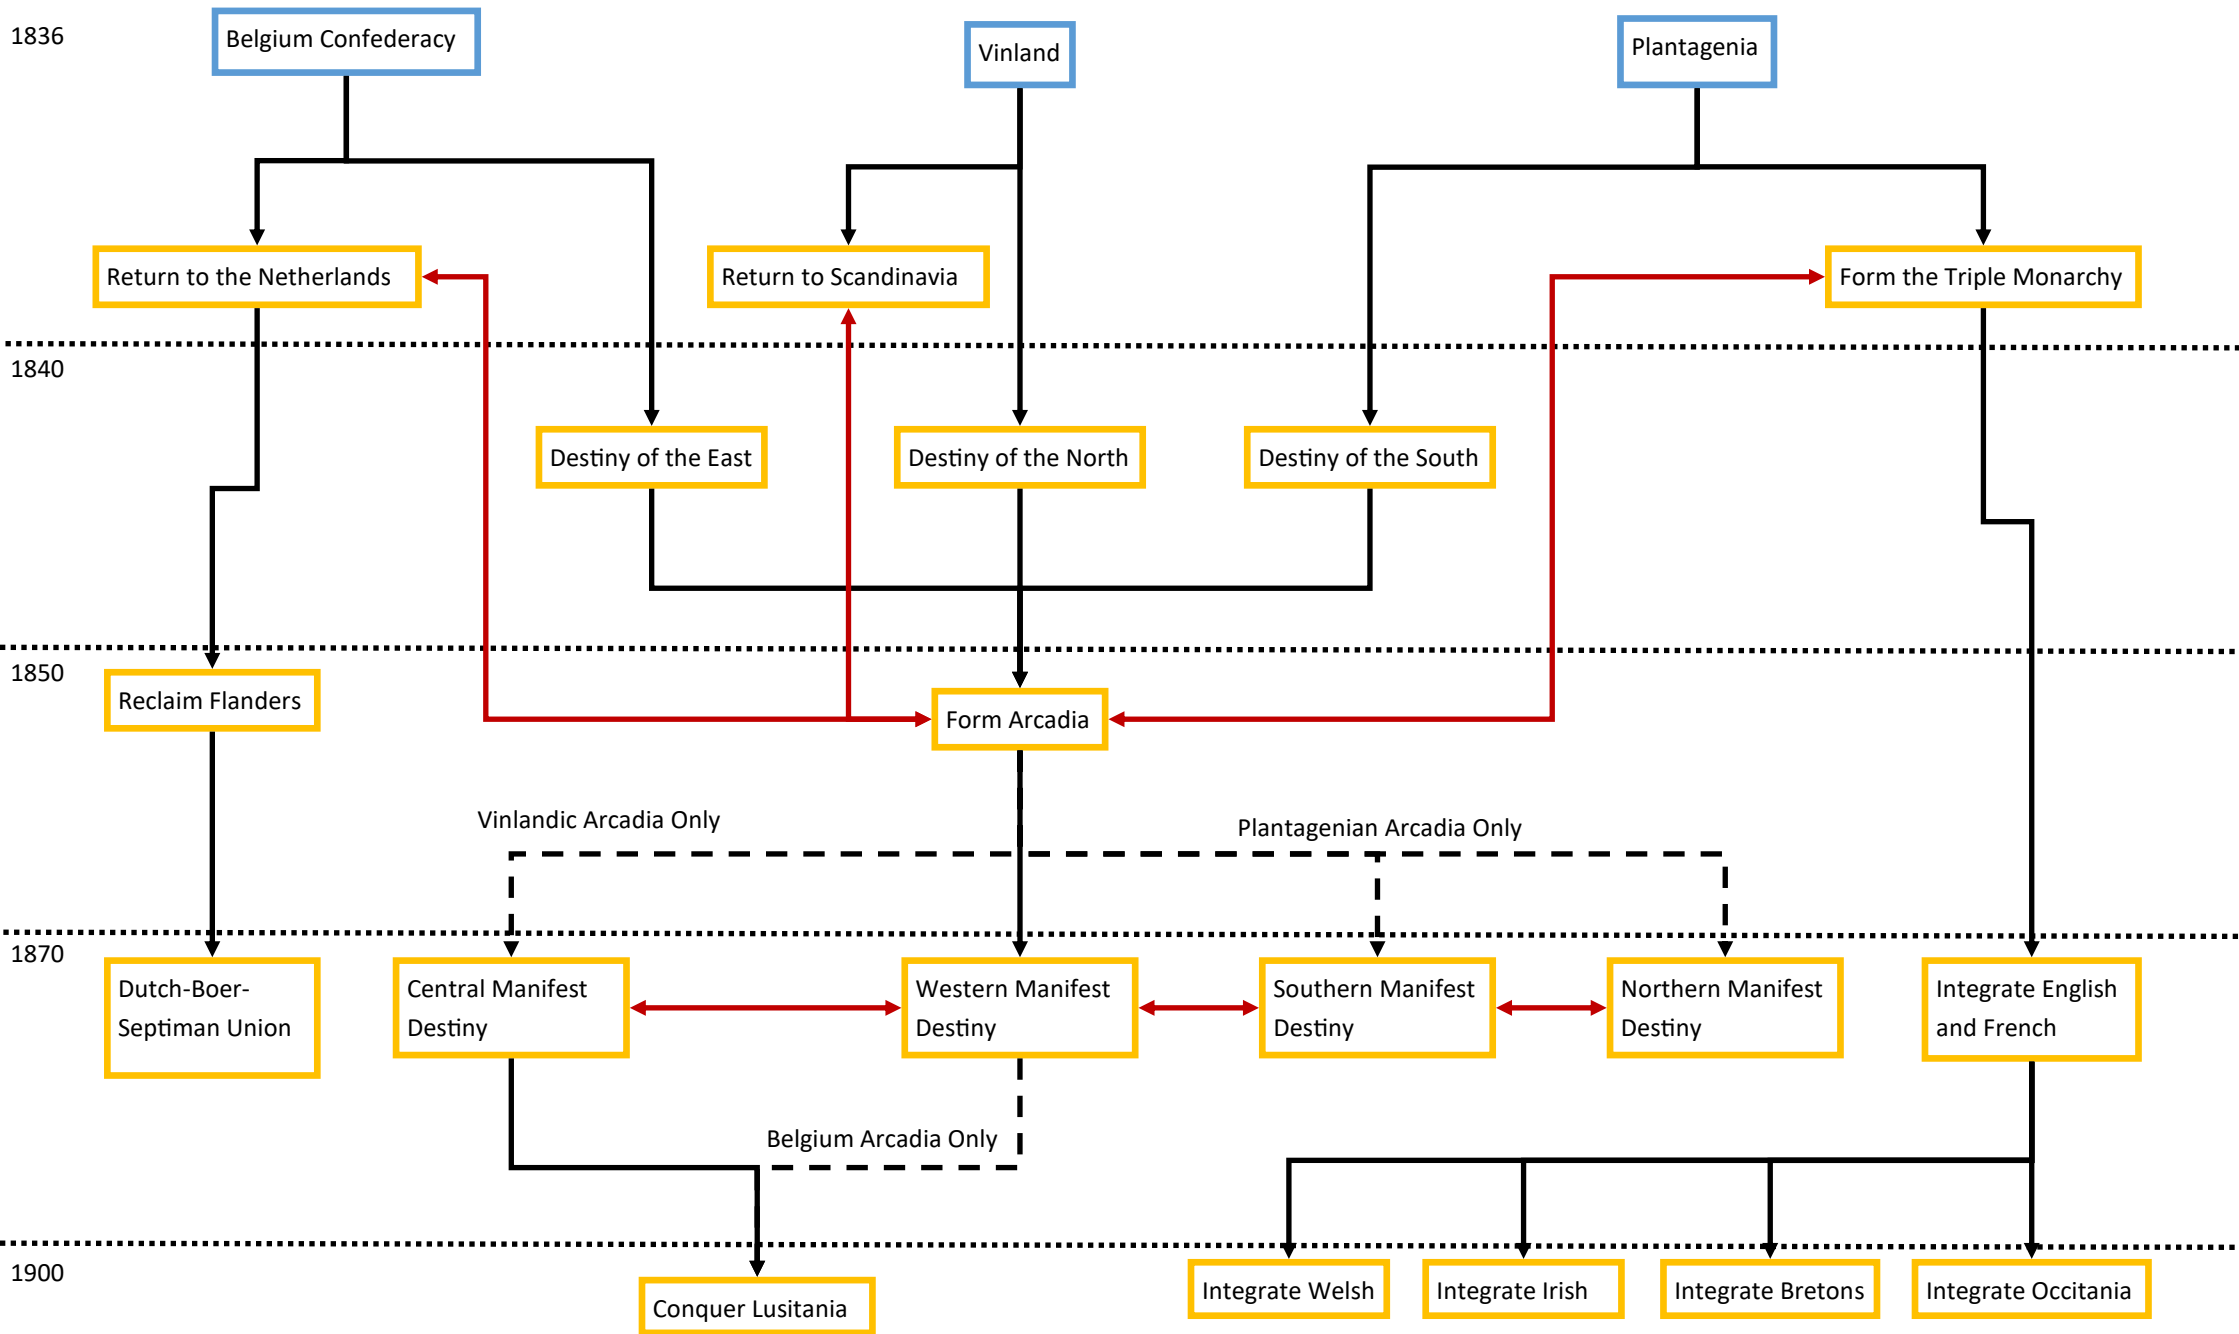 1836
Belgium Confederacy
Vinland
Plantagenia
Return to the Netherlands
Return to Scandinavia
Form the Triple Monarchy
1840
Destiny of the East
Destiny of the North
Destiny of the South
1850
Reclaim Flanders
Form Arcadia
Vinlandic Arcadia Only
Plantagenian Arcadia Only
1870
Dutch-Boer-
Septiman Union
Central Manifest
Destiny
Western Manifest
Destiny
Southern Manifest
Destiny
Northern Manifest
Destiny
Integrate English
and French
Belgium Arcadia Only
1900
Conquer Lusitania
Integrate Welsh
Integrate Irish
Integrate Bretons
Integrate Occitania